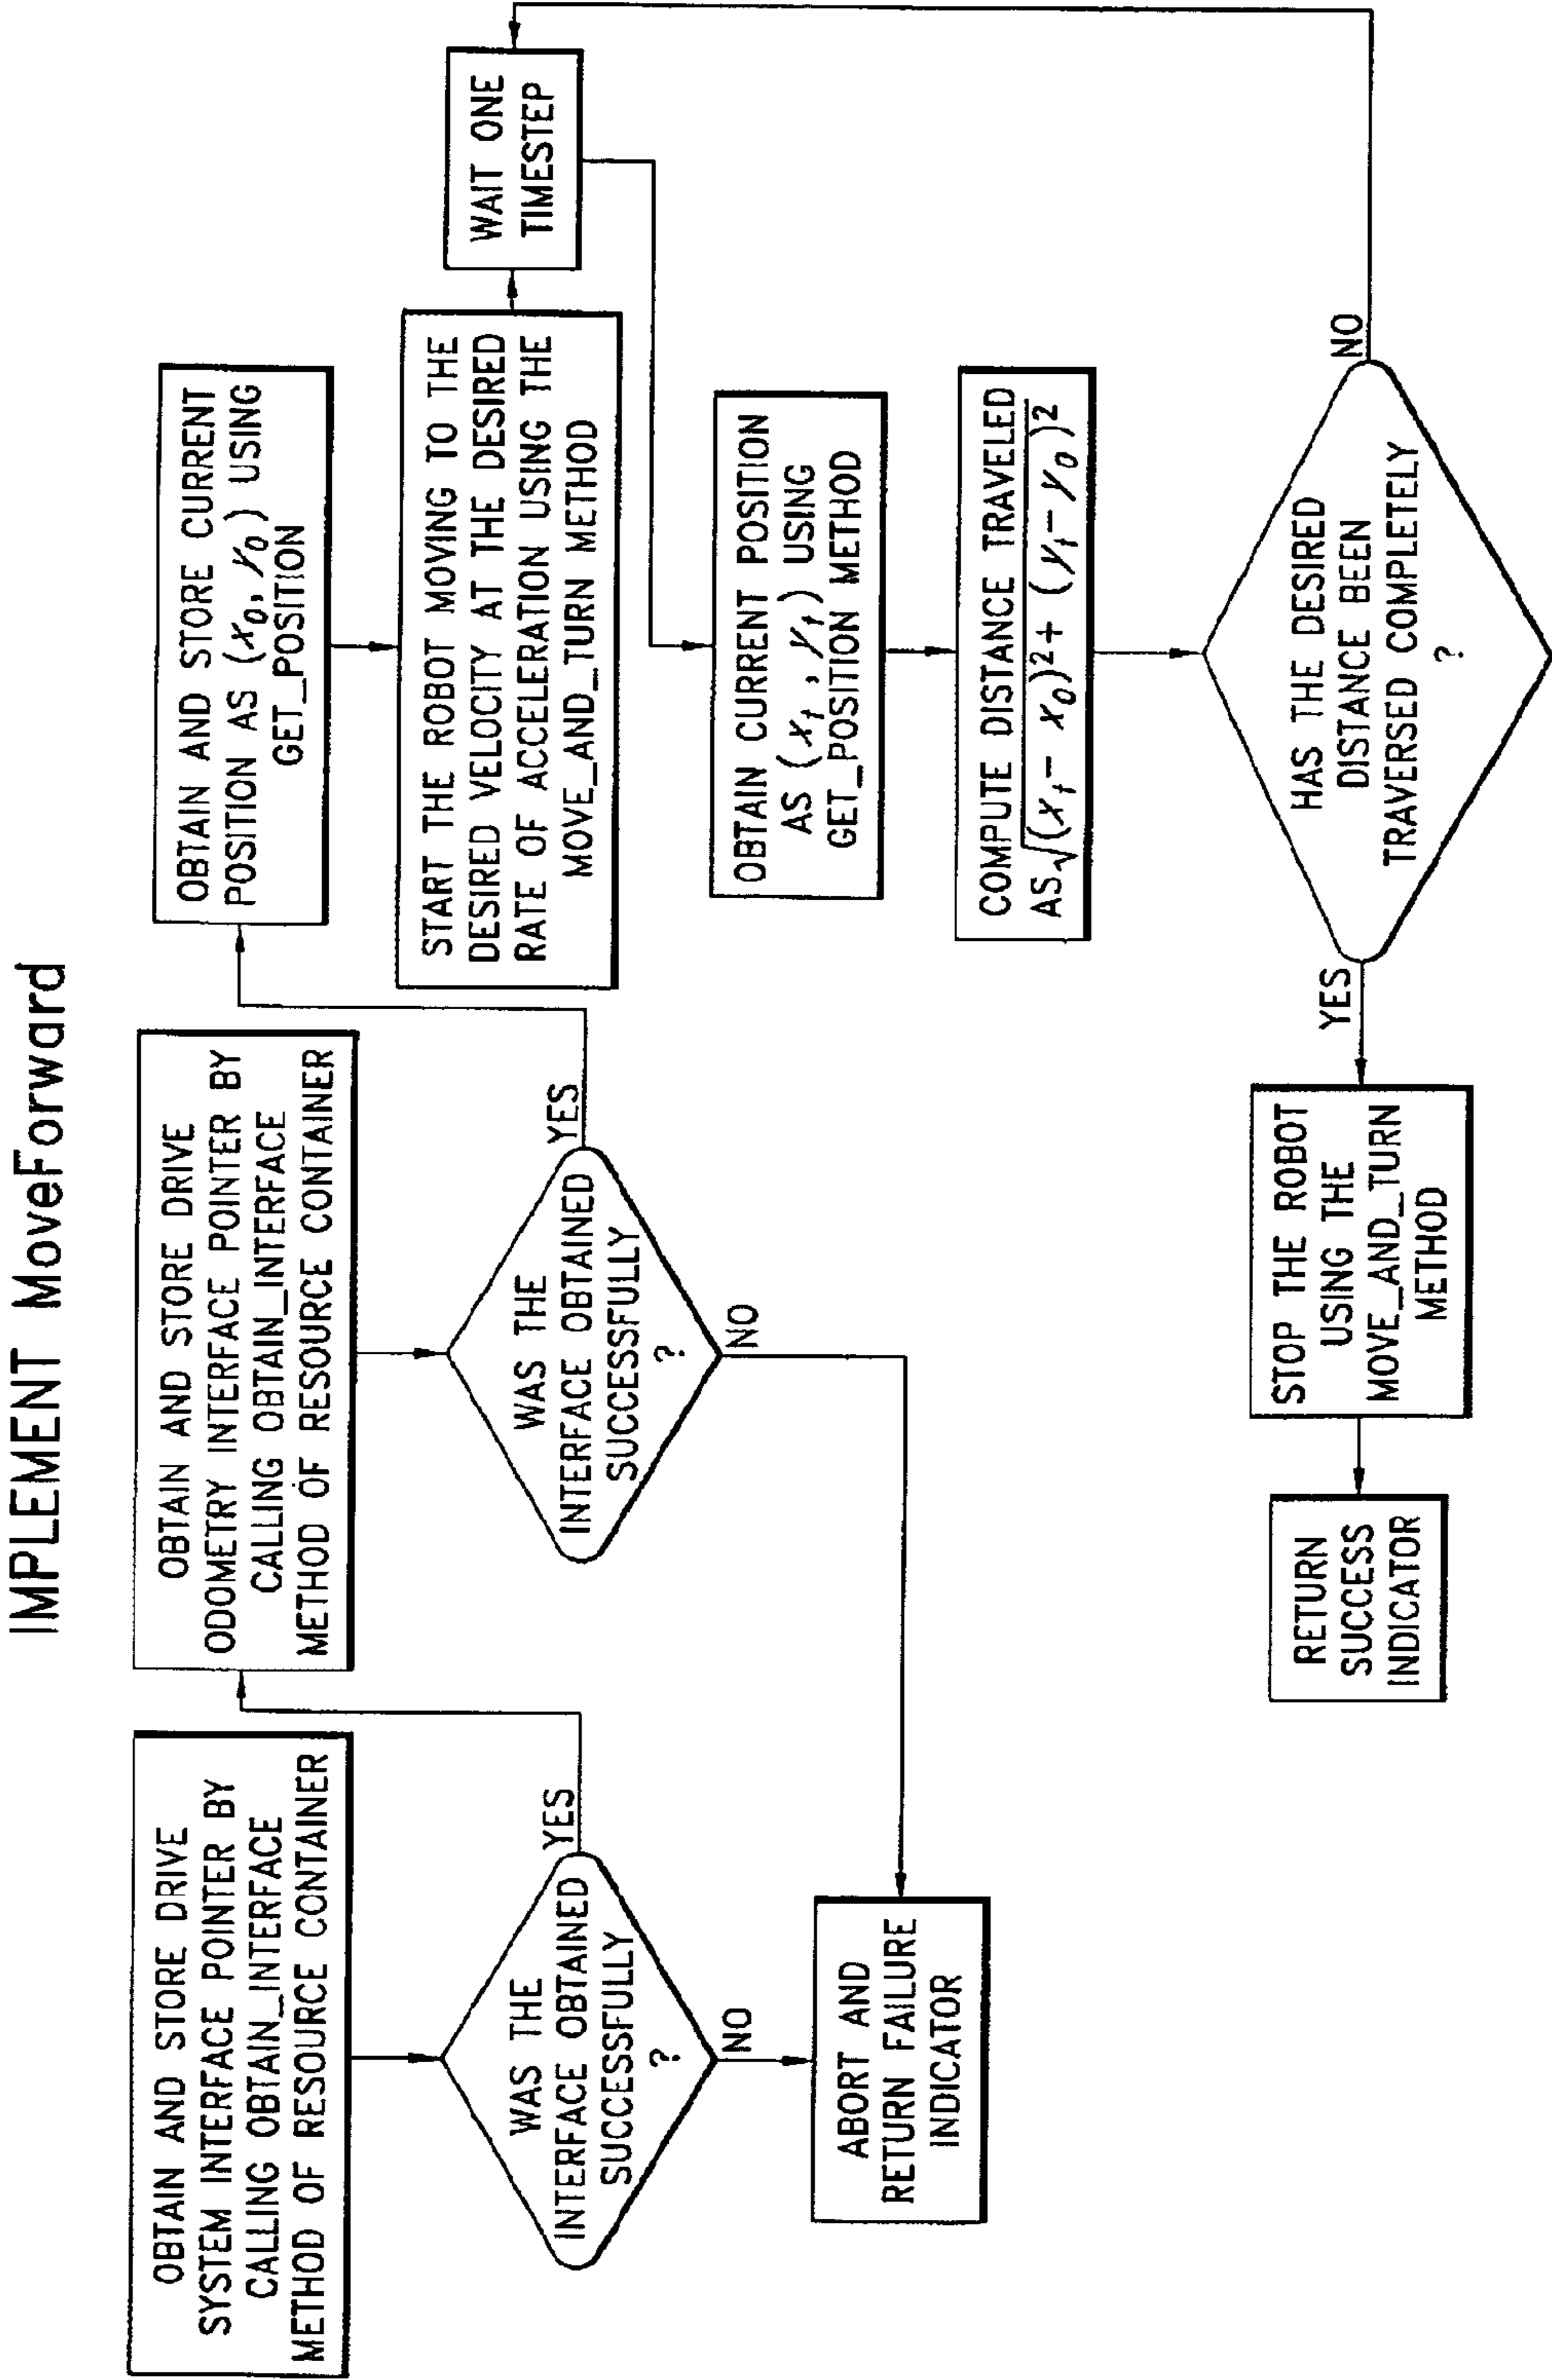 IMPLEMENT MoveForward
OBTAIN AND STORE DRIVE
SYSTEM INTERFACE POINTER BY
CALLING OBTAIN_INTERFACE
METHOD OF RESOURCE CONTAINER
WAS THE
INTERFACE OBTAINED
SUCCESSFULLY
?
YES
NO
ABORT AND
RETURN FAILURE
INDICATOR
OBTAIN AND STORE DRIVE
ODOMETRY INTERFACE POINTER BY
CALLING OBTAIN_INTERFACE
METHOD OF RESOURCE CONTAINER
WAS THE
INTERFACE OBTAINED
SUCCESSFULLY
?
YES
NO
OBTAIN AND STORE CURRENT
POSITION AS (x₀, y₀) USING
GET_POSITION
START THE ROBOT MOVING TO THE
DESIRED VELOCITY AT THE DESIRED
RATE OF ACCELERATION USING THE
MOVE_AND_TURN METHOD
WAIT ONE
TIMESTEP
OBTAIN CURRENT POSITION
AS (xₜ, yₜ) USING
GET_POSITION METHOD
COMPUTE DISTANCE TRAVELED
AS √(xₜ - x₀)² + (yₜ - y₀)²
HAS THE DESIRED
DISTANCE BEEN
TRAVERSED COMPLETELY
?
NO
YES
STOP THE ROBOT
USING THE
MOVE_AND_TURN
METHOD
RETURN
SUCCESS
INDICATOR